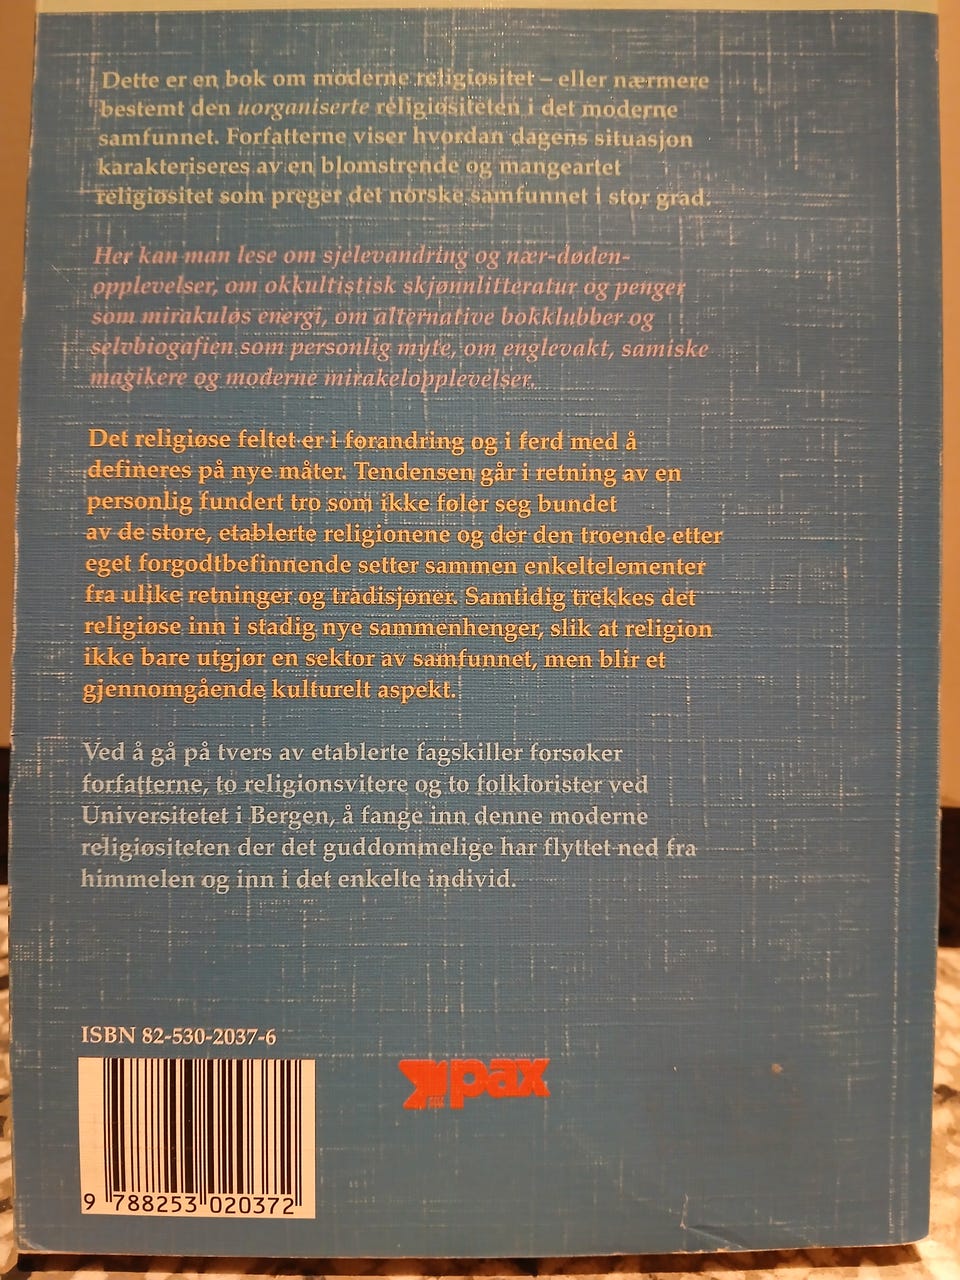 Dette er en bok om moderne religiøsitet – eller nærmere
bestemt den uorganiserte religiøsiteten i det moderne
samfunnet. Forfatterne viser hvordan dagens situasjon
karakteriseres av en blomstrende og mangeartet
religiøsitet som preger det norske samfunnet i stor grad.
Her kan man lese om sjelevandring og nær-døden-
opplevelser, om okkultistisk skjønnlitteratur og penger
som mirakuløs energi, om alternative bokklubber og
selvbiogafien som personlig myte, om englevakt, samiske
magikere og moderne mirakelopplevelser.
Det religiøse feltet er i forandring og i ferd med å
defineres på nye måter. Tendensen går i retning av en
personlig fundert tro som ikke føler seg bundet
av de store, etablerte religionene og der den troende etter
eget forgodtbefinnende setter sammen enkeltelementer
fra ulike retninger og tradisjoner. Samtidig trekkes det
religiøse inn i stadig nye sammenhenger, slik at religion
ikke bare utgjør en sektor av samfunnet, men blir et
gjennomgående kulturelt aspekt.
Ved å gå på tvers av etablerte fagskiller forsøker
forfatterne, to religionsvitere og to folklorister ved
Universitetet i Bergen, å fange inn denne moderne
religiøsiteten der det guddommelige har flyttet ned fra
himmelen og inn i det enkelte individ.
ISBN 82-530-2037-6
pax
9 788253 020372